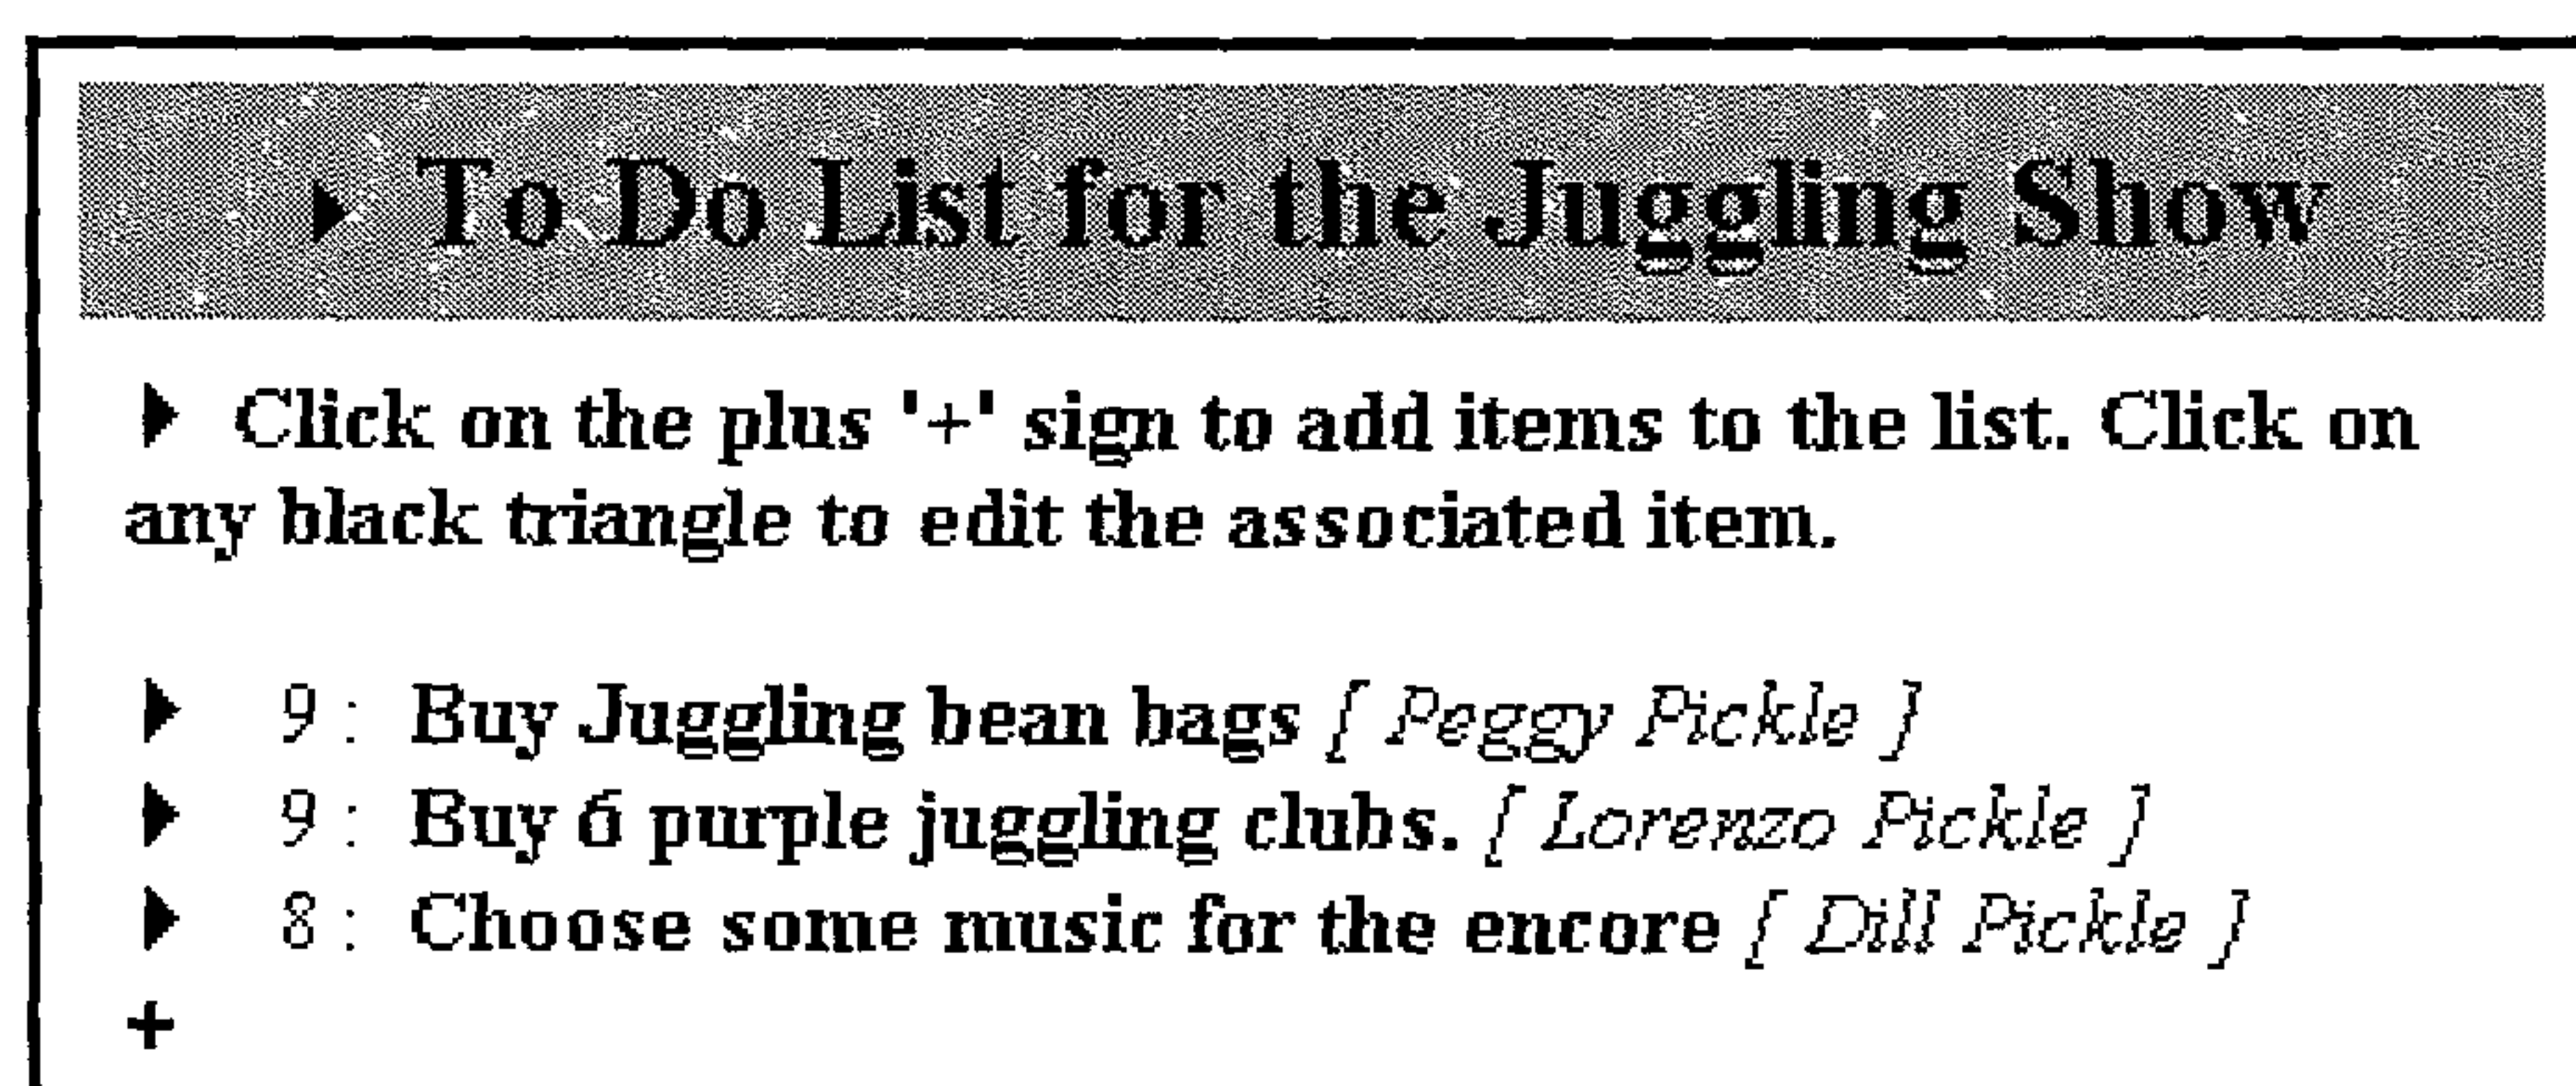 ▶ To Do List for the Juggling Show
▶ Click on the plus '+' sign to add items to the list. Click on
any black triangle to edit the associated item.
▶ 9: Buy Juggling bean bags [ Peggy Pickle ]
▶ 9: Buy 6 purple juggling clubs. [ Lorenzo Pickle ]
▶ 8: Choose some music for the encore [ Dill Pickle ]
+